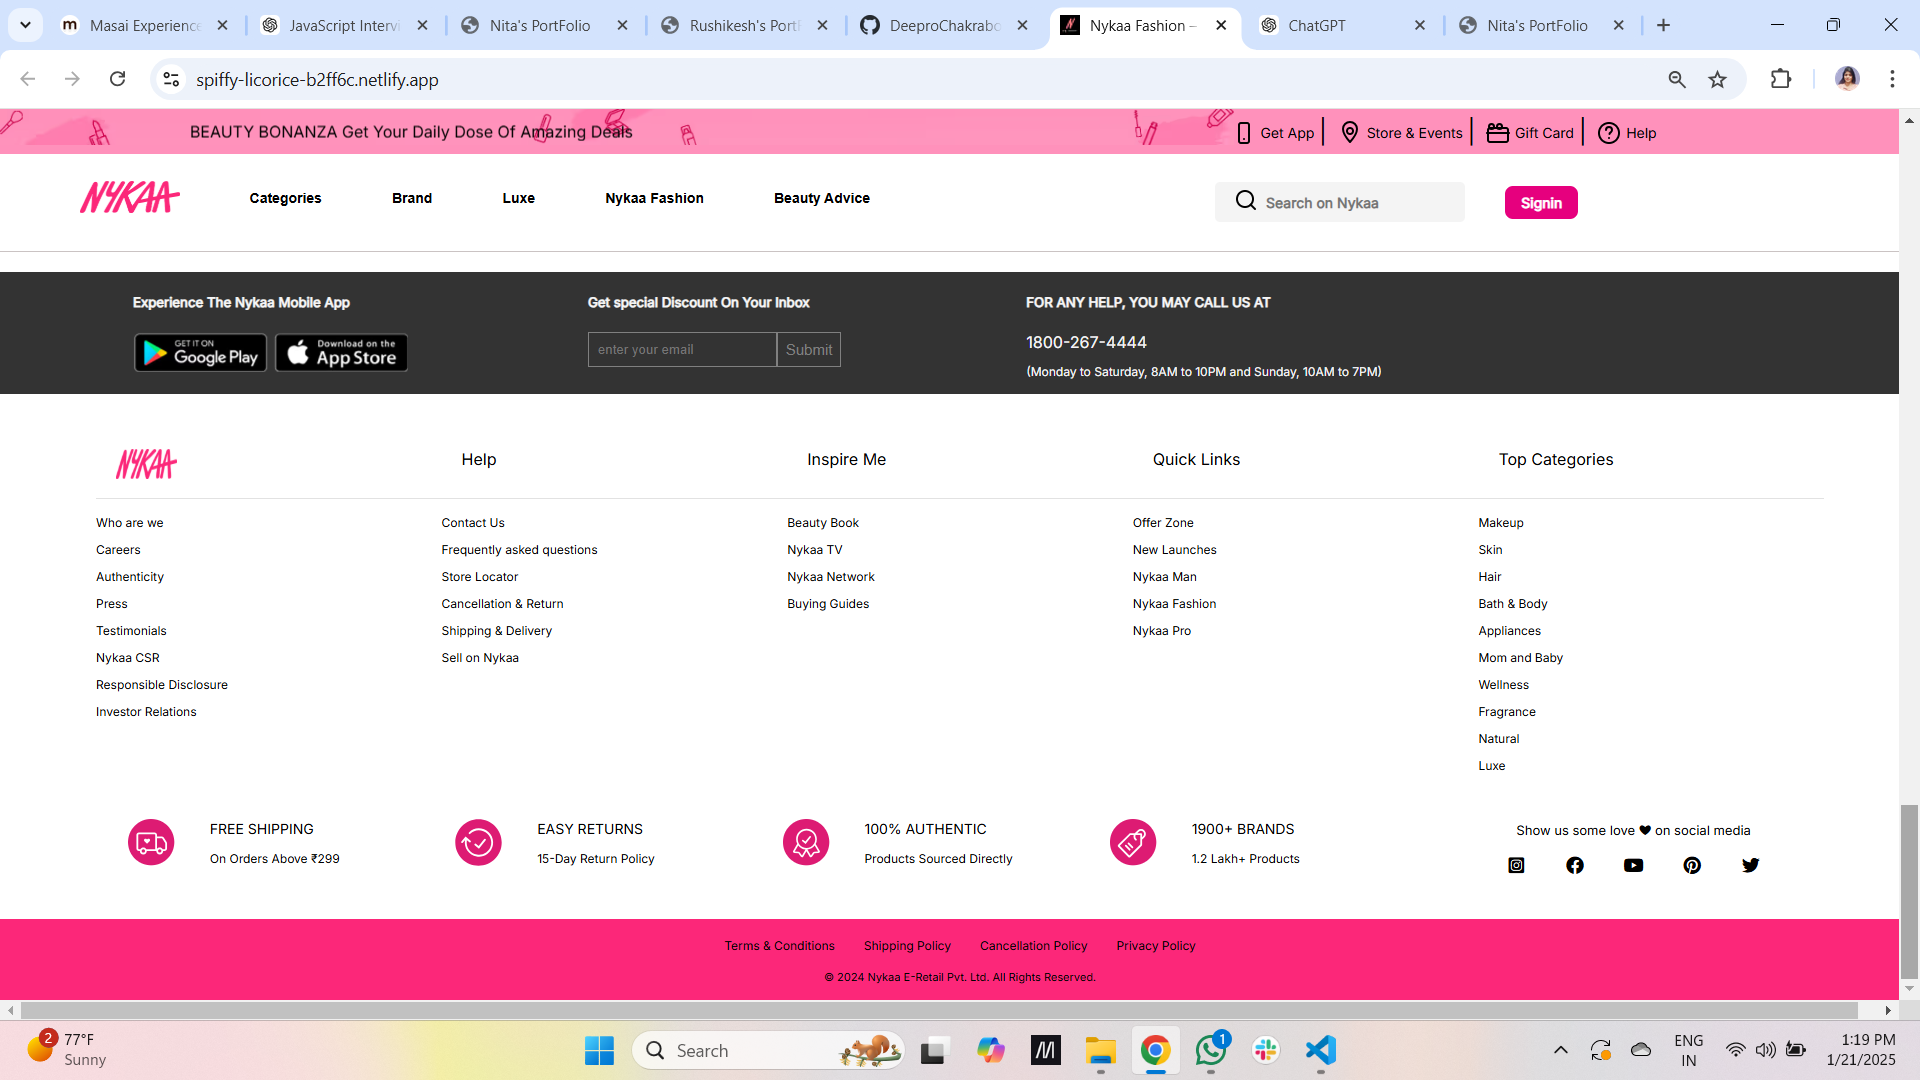 Masai Experience
JavaScript Intervi
Nita's PortFolio
Rushikesh's PortF
DeeproChakrabo
Nykaa Fashion –
ChatGPT
Nita's PortFolio
spiffy-licorice-b2ff6c.netlify.app
BEAUTY BONANZA Get Your Daily Dose Of Amazing Deals
Get App
Store & Events
Gift Card
Help
NYKAA
Categories
Brand
Luxe
Nykaa Fashion
Beauty Advice
Search on Nykaa
Signin
Experience The Nykaa Mobile App
GET IT ON
Google Play
Download on the
App Store
Get special Discount On Your Inbox
enter your email
Submit
FOR ANY HELP, YOU MAY CALL US AT
1800-267-4444
(Monday to Saturday, 8AM to 10PM and Sunday, 10AM to 7PM)
NYKAA
Who are we
Careers
Authenticity
Press
Testimonials
Nykaa CSR
Responsible Disclosure
Investor Relations
Help
Contact Us
Frequently asked questions
Store Locator
Cancellation & Return
Shipping & Delivery
Sell on Nykaa
Inspire Me
Beauty Book
Nykaa TV
Nykaa Network
Buying Guides
Quick Links
Offer Zone
New Launches
Nykaa Man
Nykaa Fashion
Nykaa Pro
Top Categories
Makeup
Skin
Hair
Bath & Body
Appliances
Mom and Baby
Wellness
Fragrance
Natural
Luxe
FREE SHIPPING
On Orders Above ₹299
EASY RETURNS
15-Day Return Policy
100% AUTHENTIC
Products Sourced Directly
1900+ BRANDS
1.2 Lakh+ Products
Show us some love ♥ on social media
Terms & Conditions
Shipping Policy
Cancellation Policy
Privacy Policy
© 2024 Nykaa E-Retail Pvt. Ltd. All Rights Reserved.
2
77°F
Sunny
Search
1
ENG
IN
1:19 PM
1/21/2025